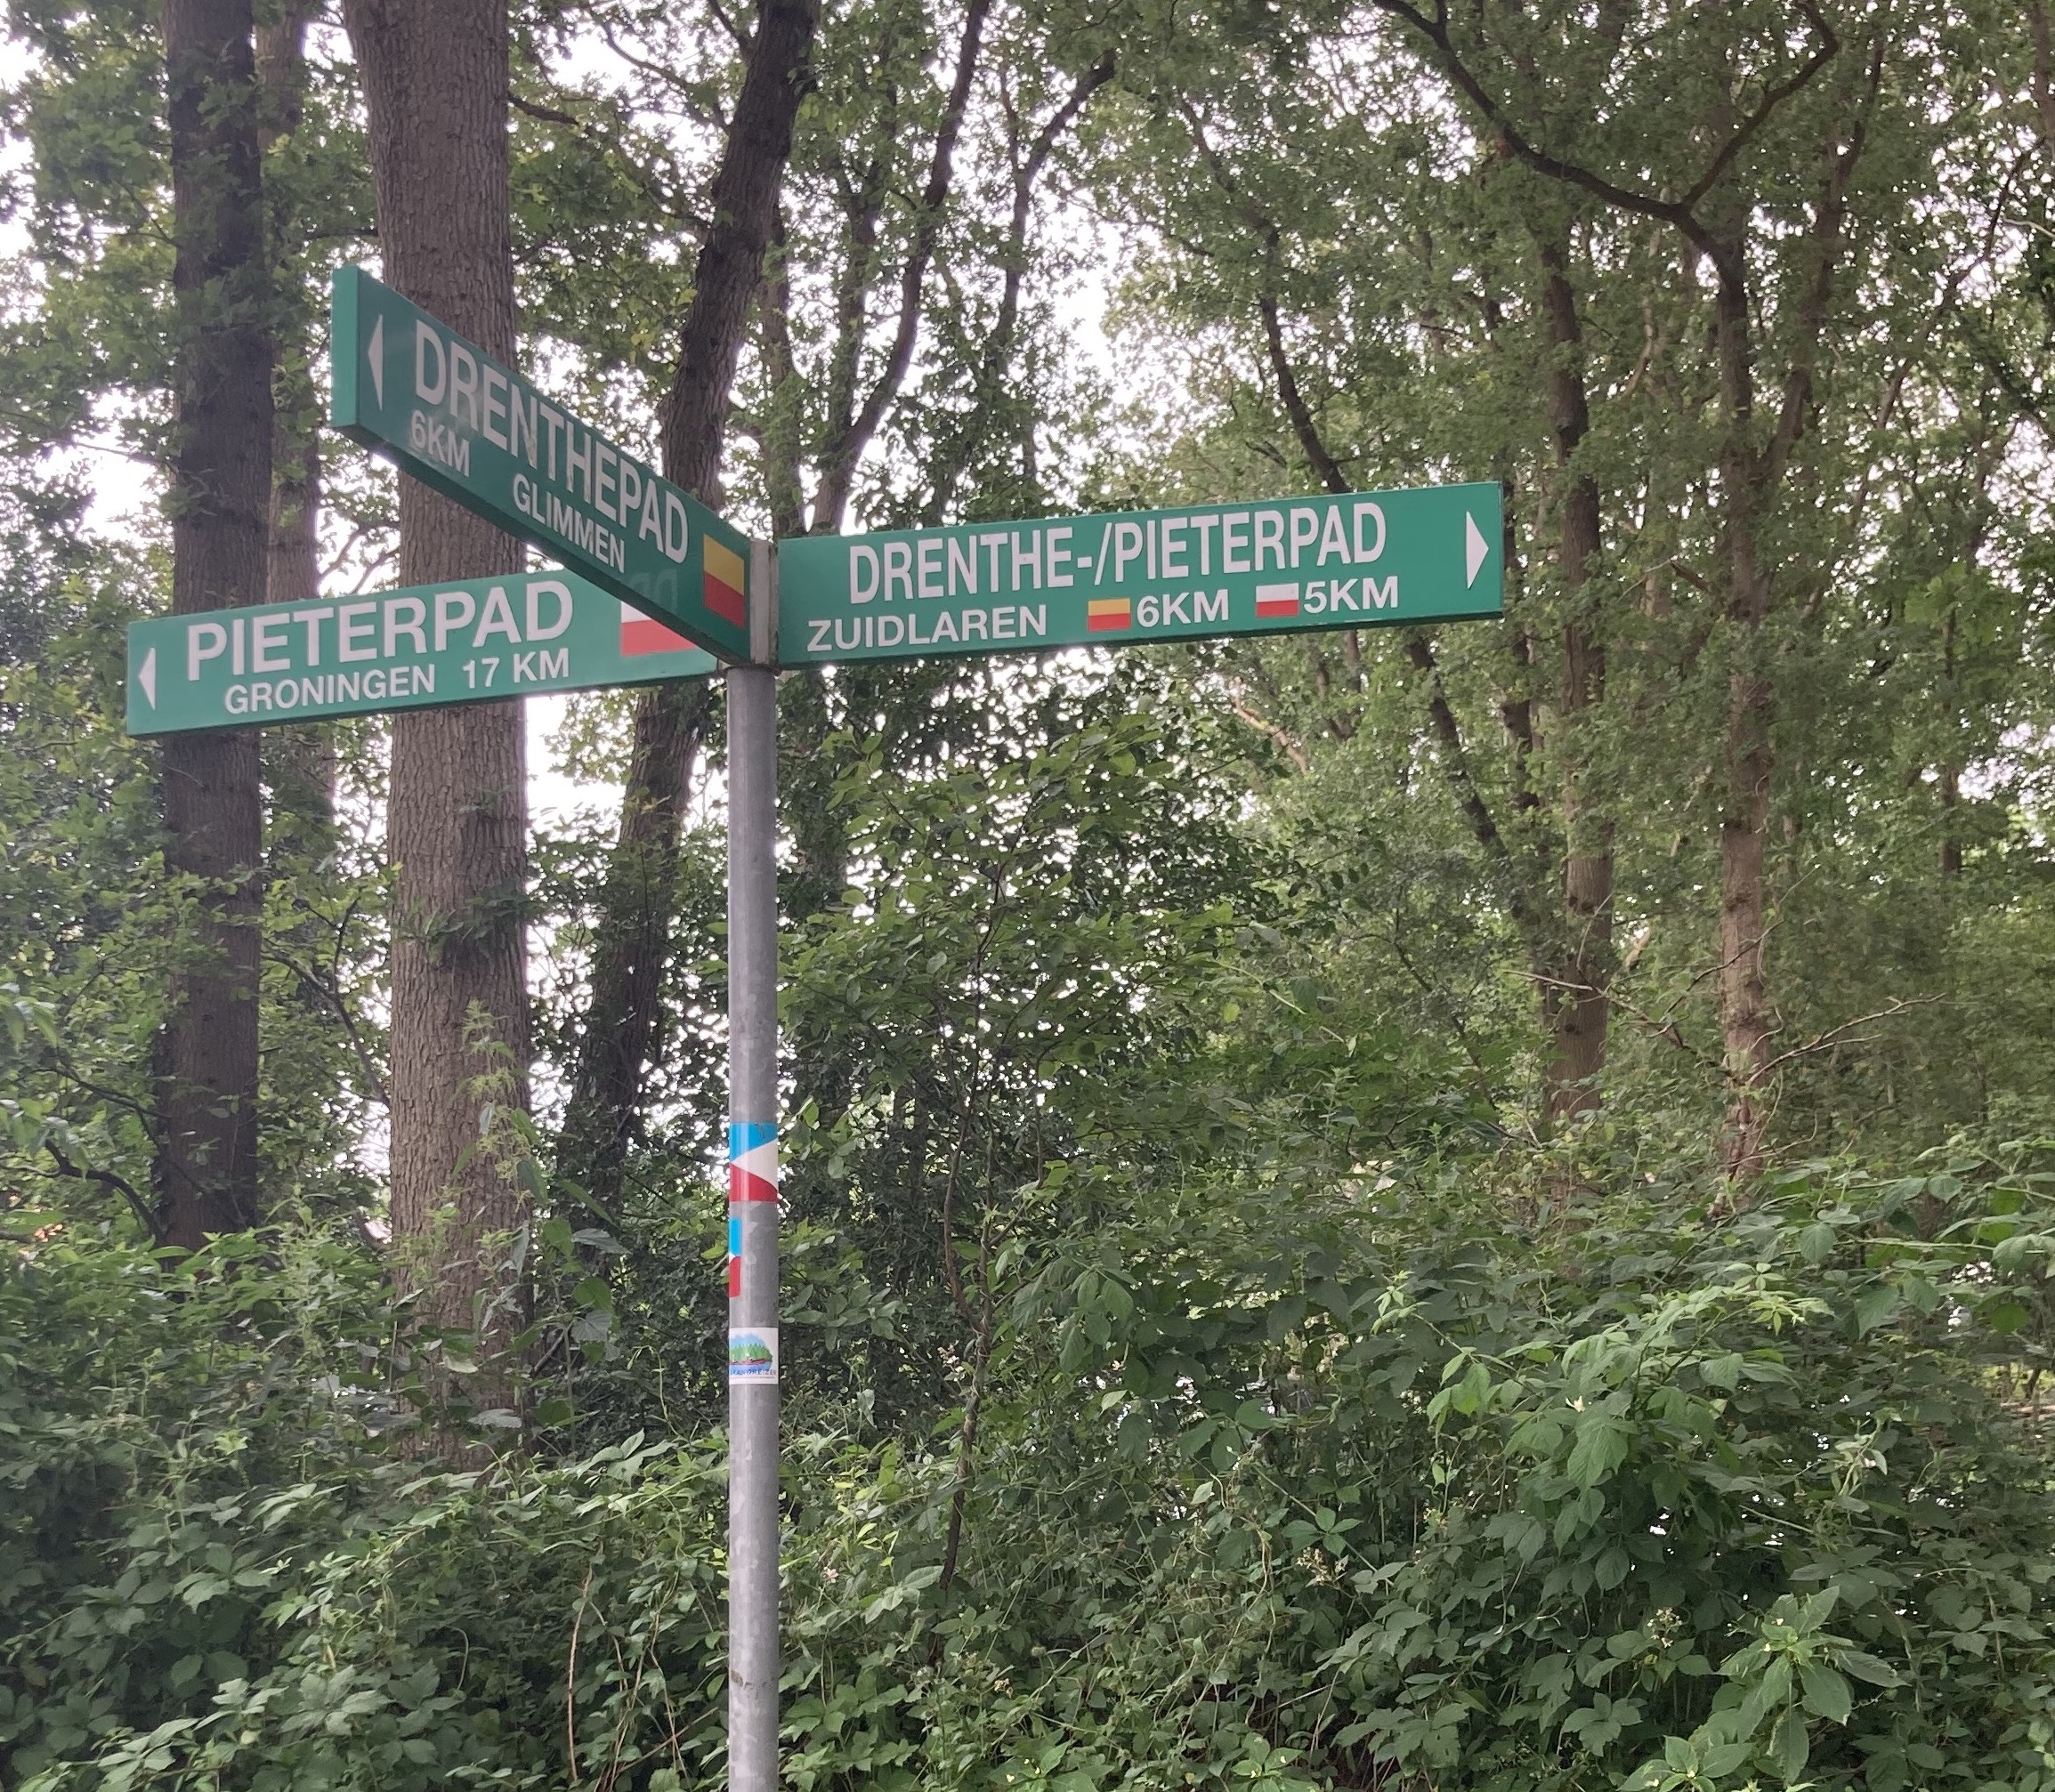 DRENTHEPAD
6KM GLIMMEN
PIETERPAD
GRONINGEN 17 KM
DRENTHE-/PIETERPAD
ZUIDLAREN 6KM 5KM